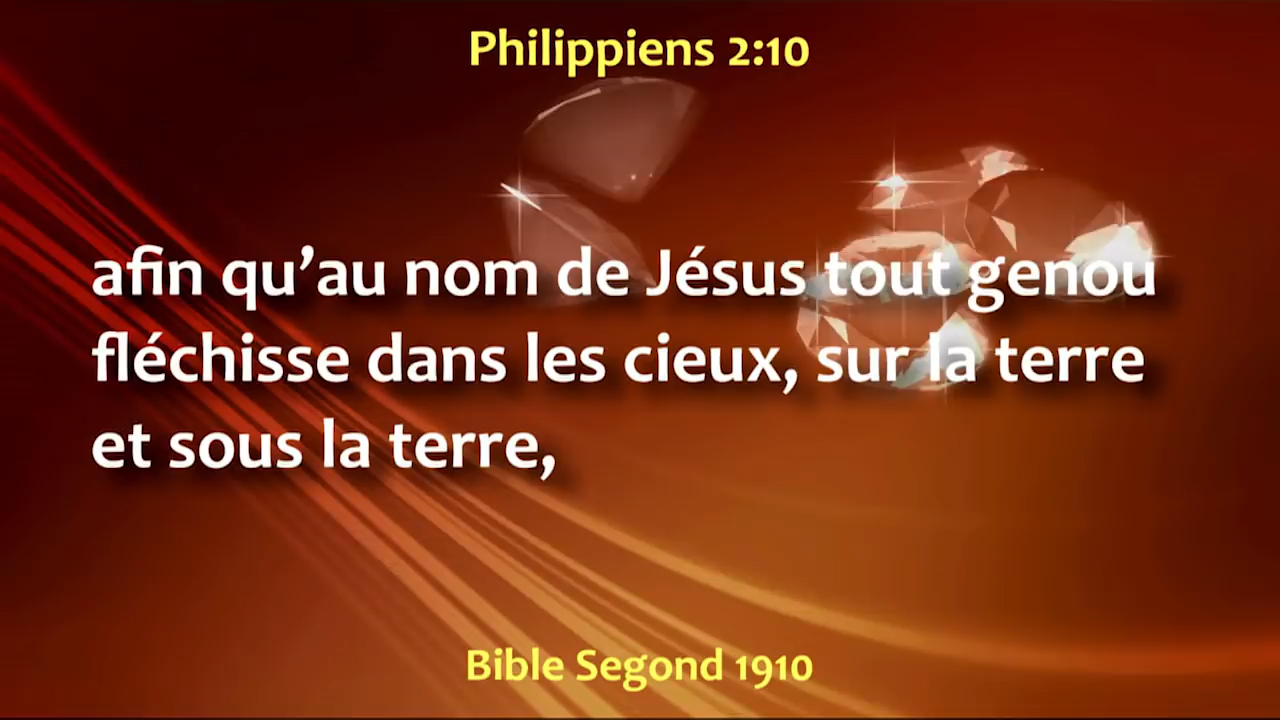 Philippiens 2:10
afin qu’au nom de Jésus tout genou
fléchisse dans les cieux, sur la terre
et sous la terre,
Bible Segond 1910